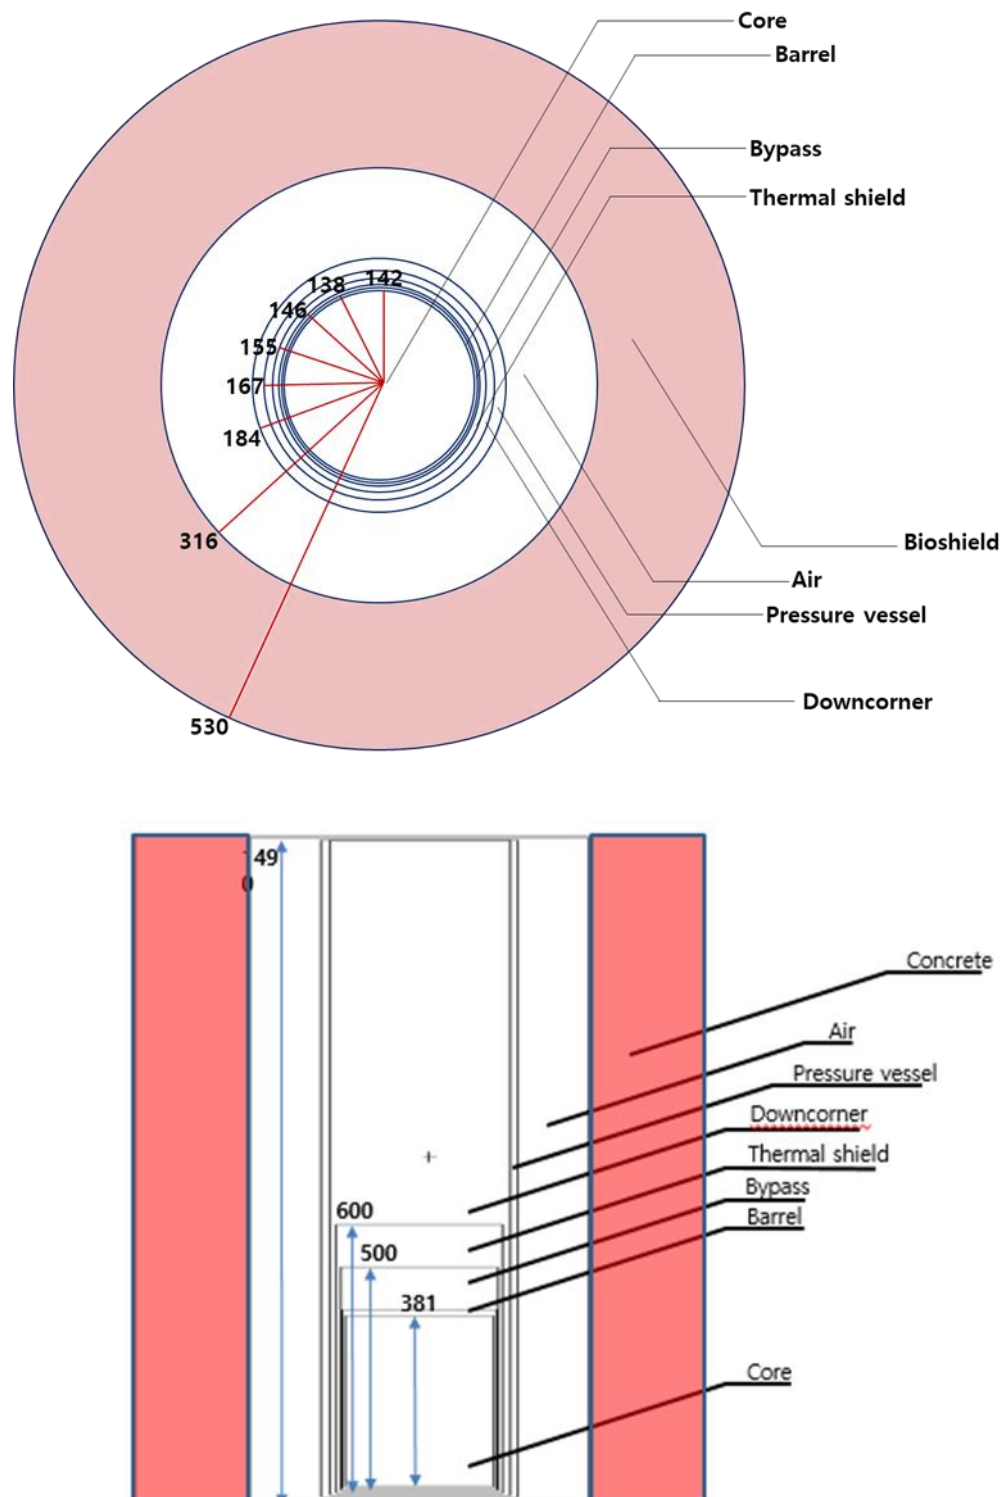 Core
Barrel
Bypass
Thermal shield
142
138
146
155
167
184
316
530
Bioshield
Air
Pressure vessel
Downcorner
149
0
Concrete
Air
Pressure vessel
Downcorner
Thermal shield
Bypass
Barrel
600
500
381
Core